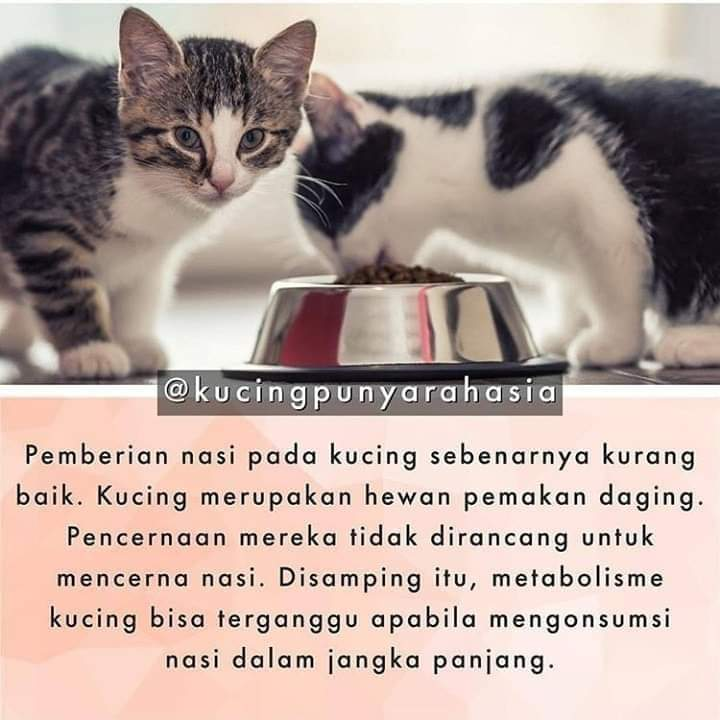 @kucingpunyarahasia
Pemberian nasi pada kucing sebenarnya kurang
baik. Kucing merupakan hewan pemakan daging.
Pencernaan mereka tidak dirancang untuk
mencerna nasi. Disamping itu, metabolisme
kucing bisa terganggu apabila mengonsumsi
nasi dalam jangka panjang.